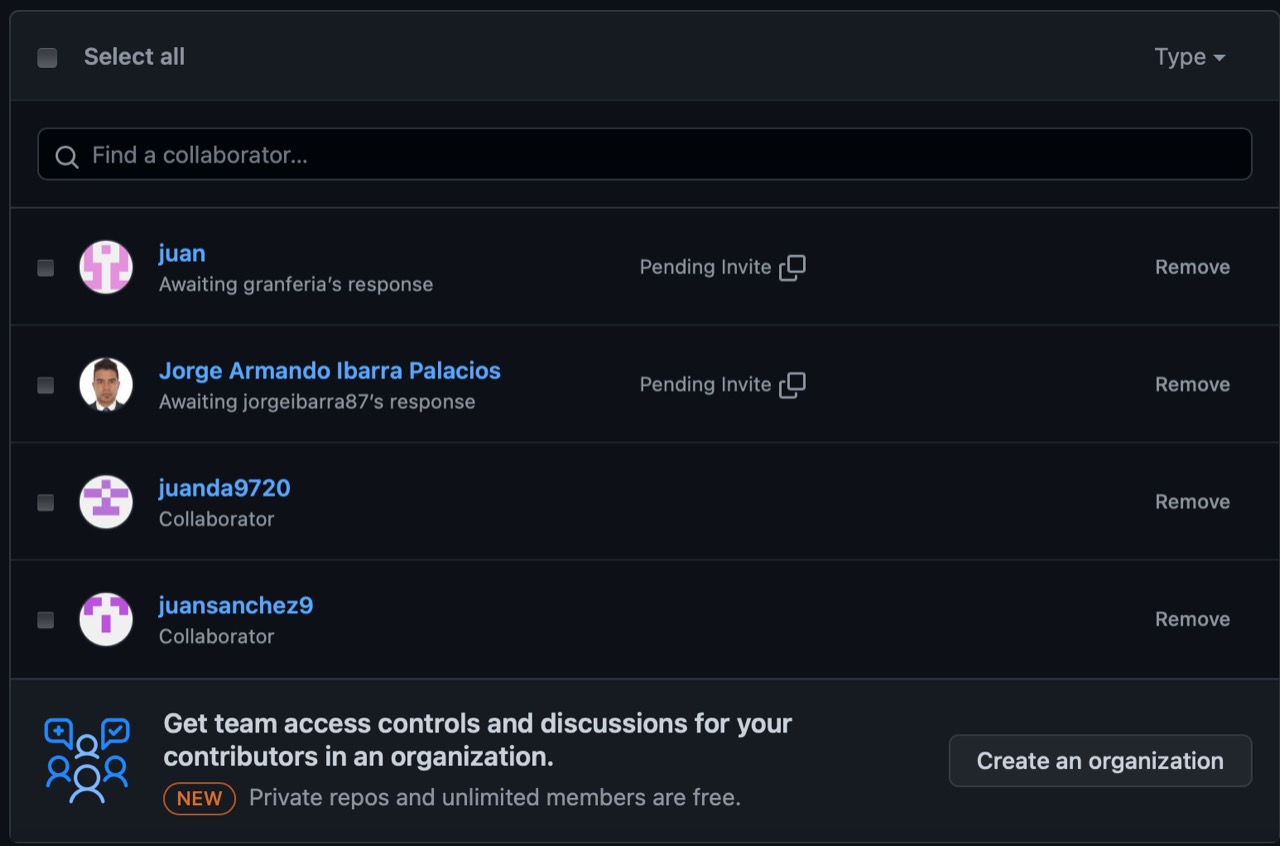 Select all
Type
Find a collaborator...
juan
Awaiting granferia’s response
Pending Invite
Remove
Jorge Armando Ibarra Palacios
Awaiting jorgeibarra87’s response
Pending Invite
Remove
juanda9720
Collaborator
Remove
juansanchez9
Collaborator
Remove
Get team access controls and discussions for your
contributors in an organization.
NEW Private repos and unlimited members are free.
Create an organization